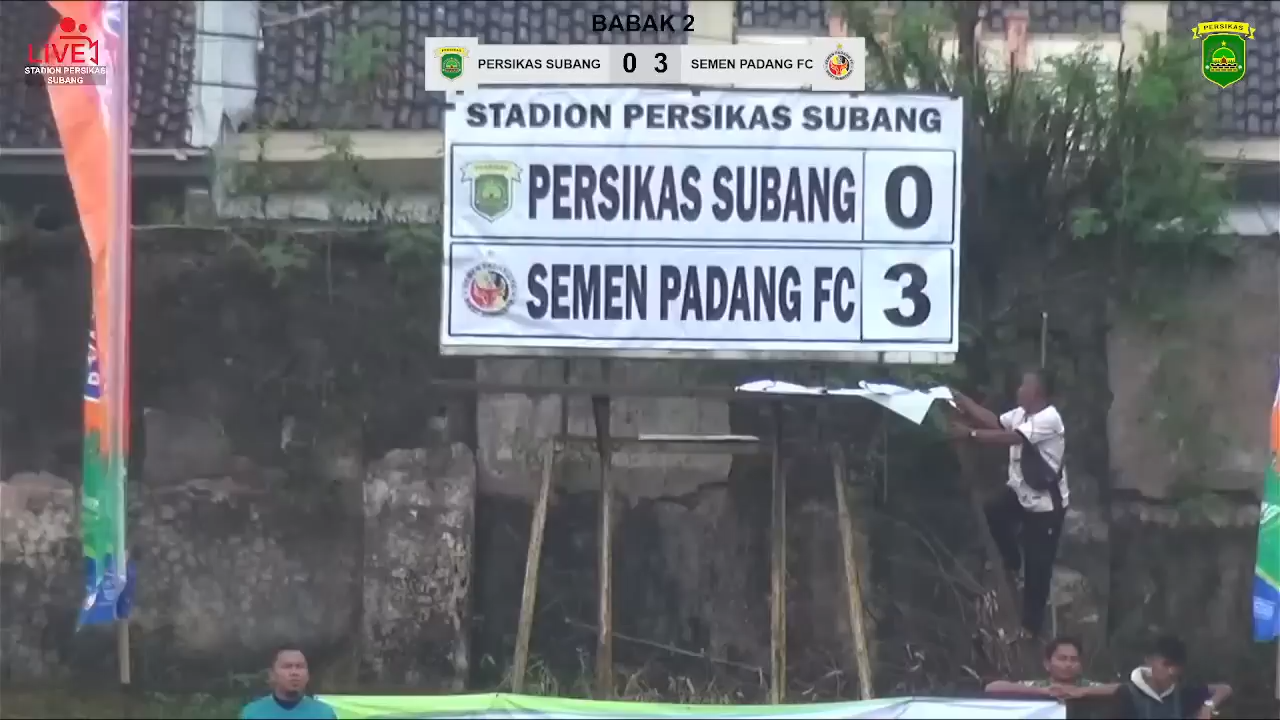 BABAK 2
LIVE 1
STADION PERSIKAS SUBANG
PERSIKAS SUBANG 0 3 SEMEN PADANG FC
PERSIKAS
STADION PERSIKAS SUBANG
PERSIKAS SUBANG 0
SEMEN PADANG FC 3